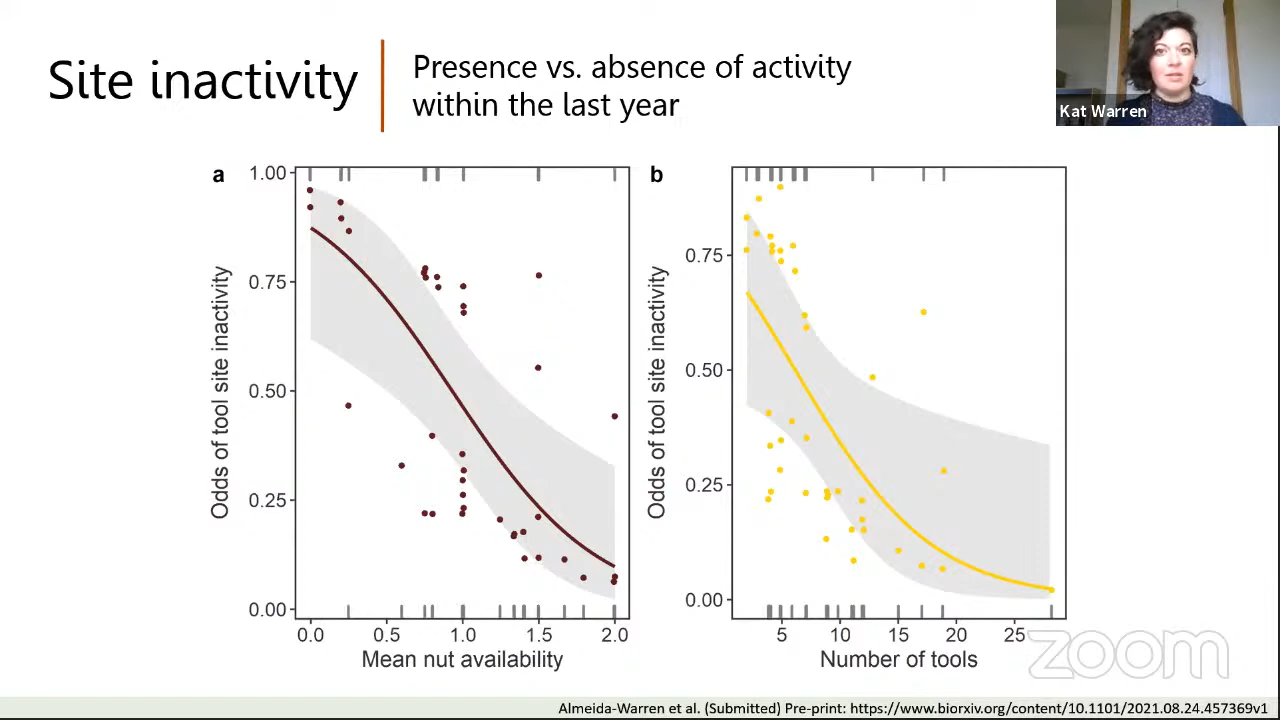 Site inactivity
Presence vs. absence of activity
within the last year
Kat Warren
a
1.00
0.75
0.50
0.25
0.00
Odds of tool site inactivity
0.0 0.5 1.0 1.5 2.0
Mean nut availability
b
0.75
0.50
0.25
0.00
Odds of tool site inactivity
5 10 15 20 25
Number of tools
zoom
Almeida-Warren et al. (Submitted) Pre-print: https://www.biorxiv.org/content/10.1101/2021.08.24.457369v1